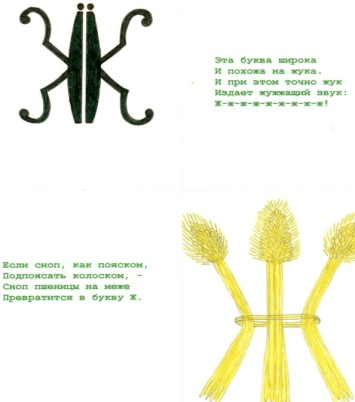 Эта буква широка
И похожа на жука.
И при этом точно жук
Издает жужжащий звук:
Ж-ж-ж-ж-ж-ж-ж-ж-ж!
Если сноп, как пояском,
Подпоясать колоском, –
Сноп пшеницы на меже
Превратится в букву Ж.